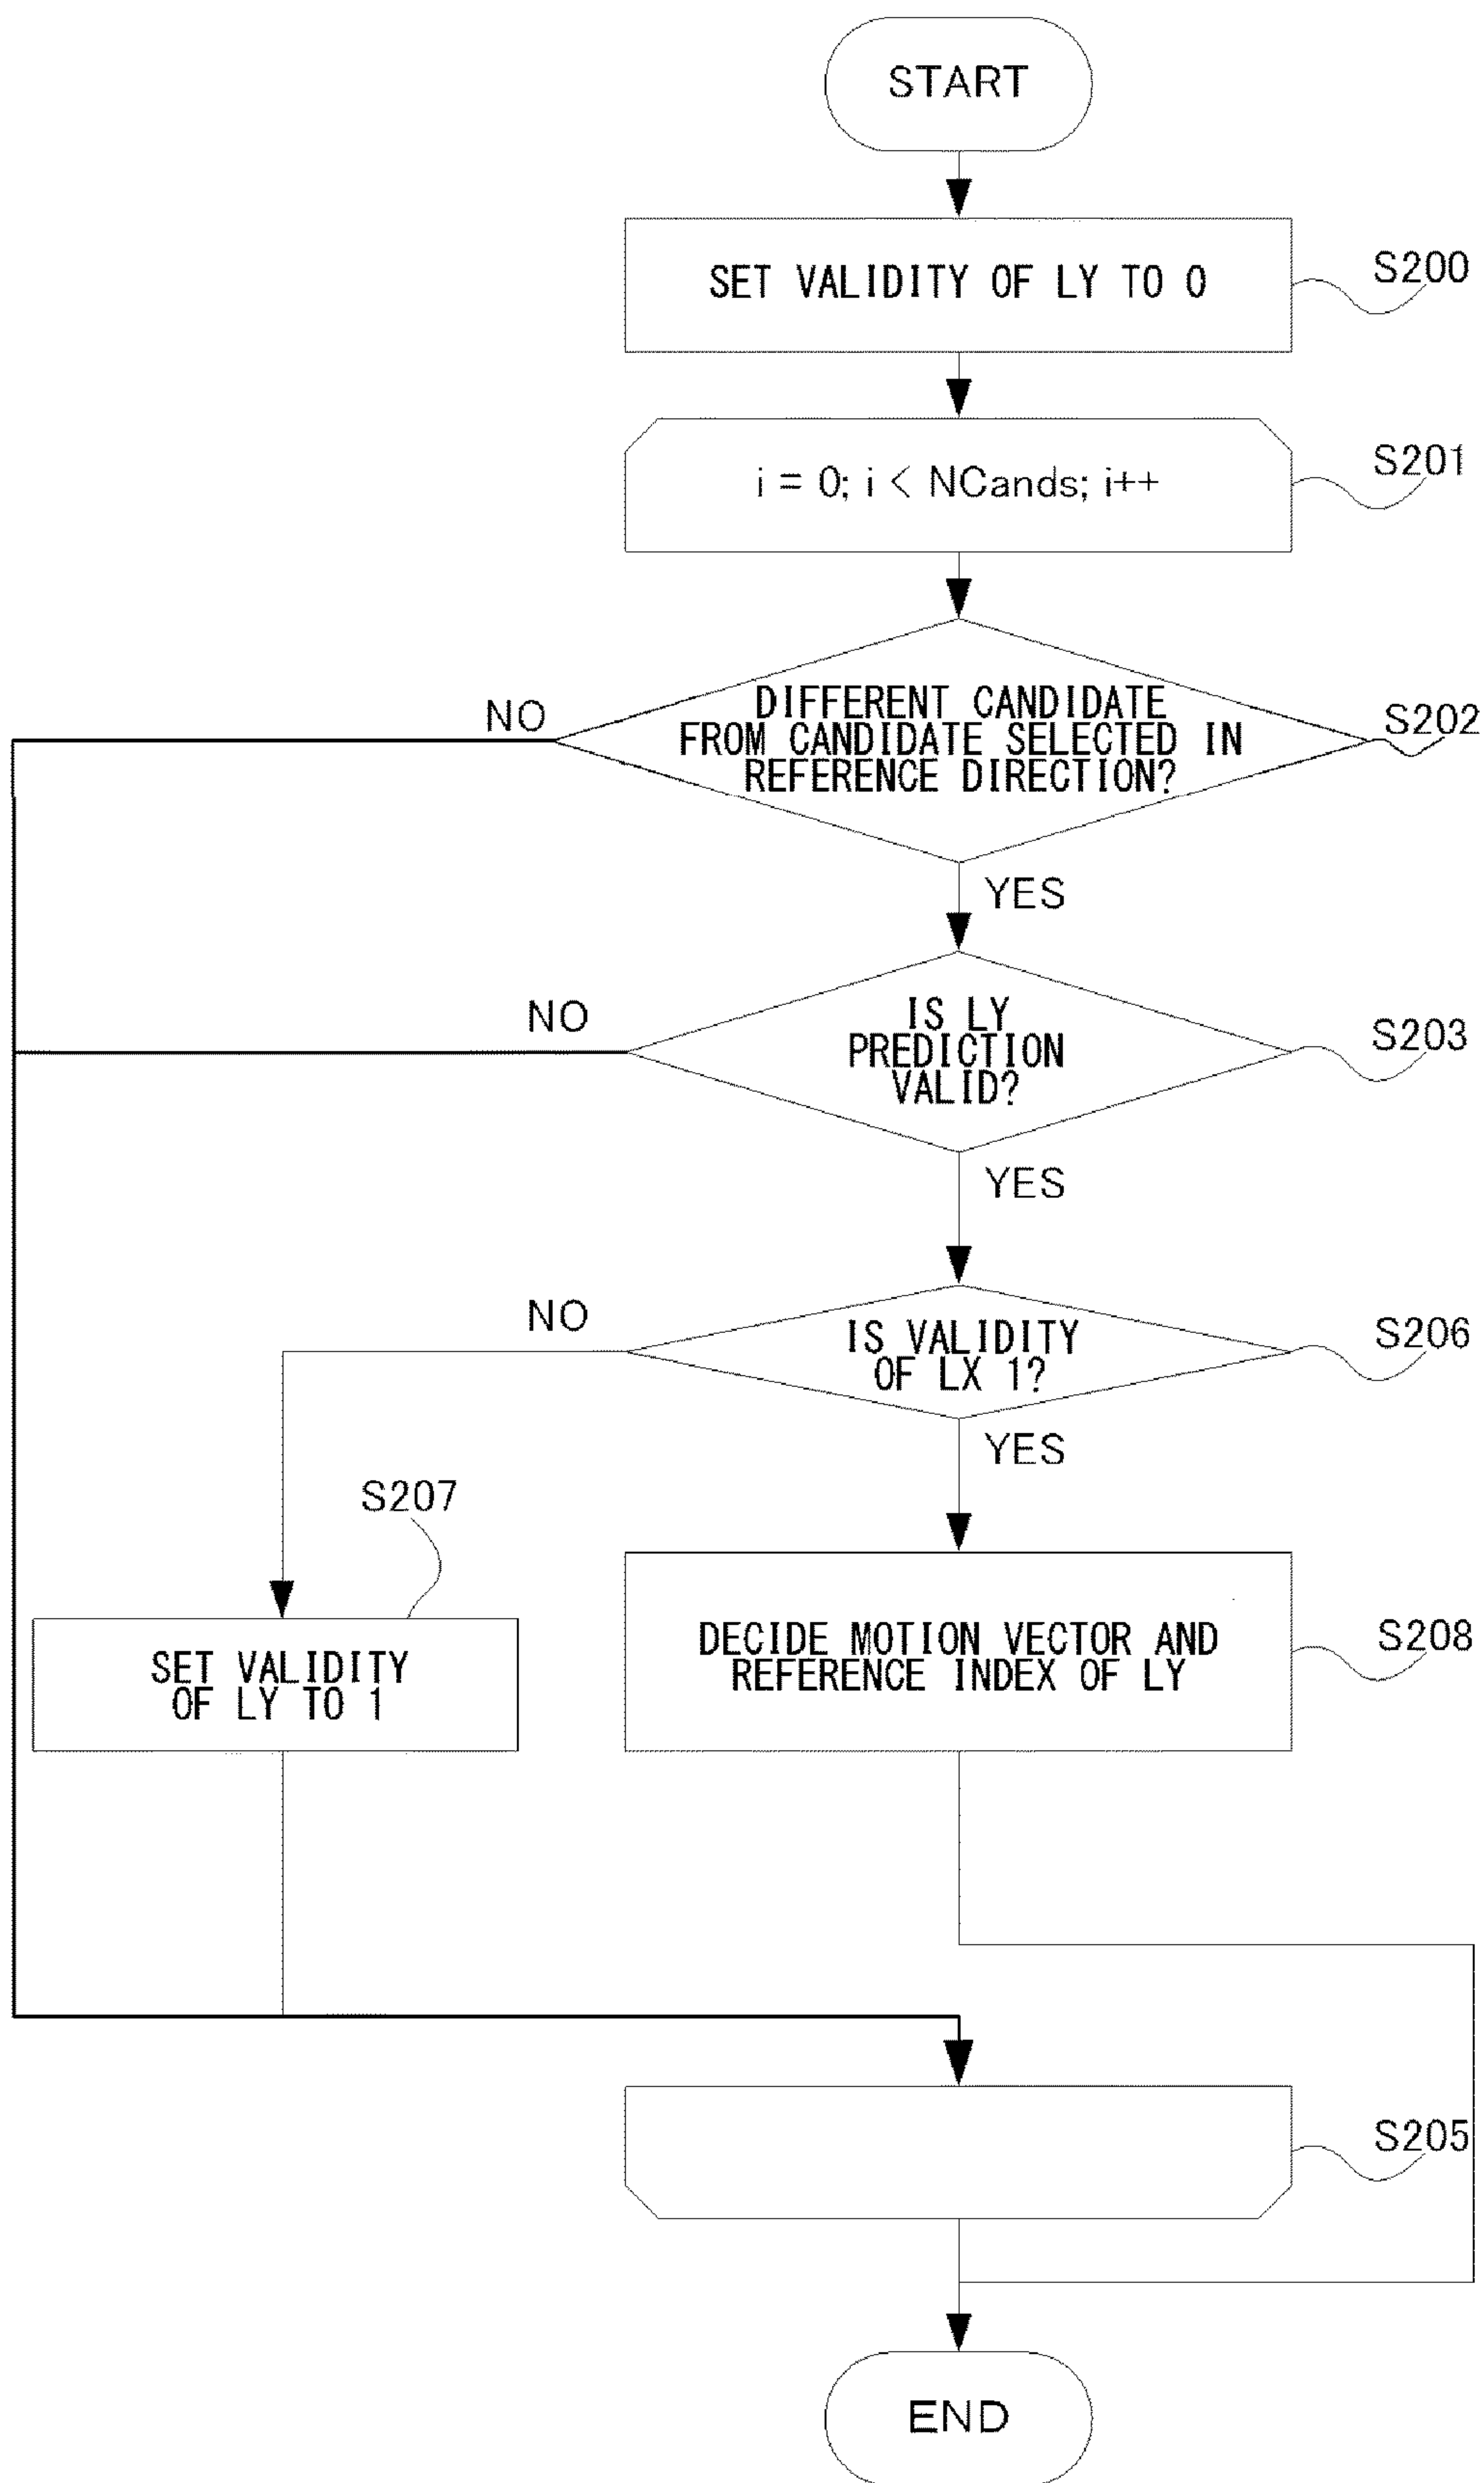 START
SET VALIDITY OF LY TO 0
S200
i = 0; i < NCands; i++
S201
NO
DIFFERENT CANDIDATE
FROM CANDIDATE SELECTED IN
REFERENCE DIRECTION?
S202
YES
NO
IS LY
PREDICTION
VALID?
S203
YES
NO
IS VALIDITY
OF LX 1?
S206
YES
S207
SET VALIDITY
OF LY TO 1
DECIDE MOTION VECTOR AND
REFERENCE INDEX OF LY
S208
S205
END